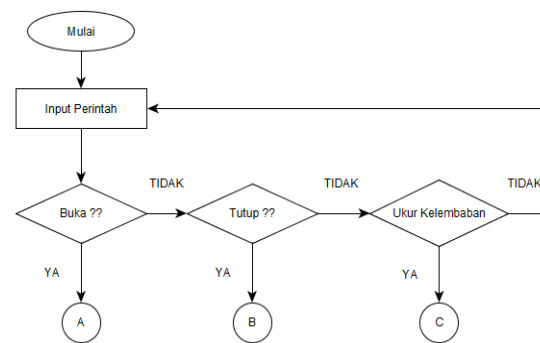 Mulai
Input Perintah
TIDAK
TIDAK
TIDAK
Buka ??
Tutup ??
Ukur Kelembaban
YA
YA
YA
A
B
C